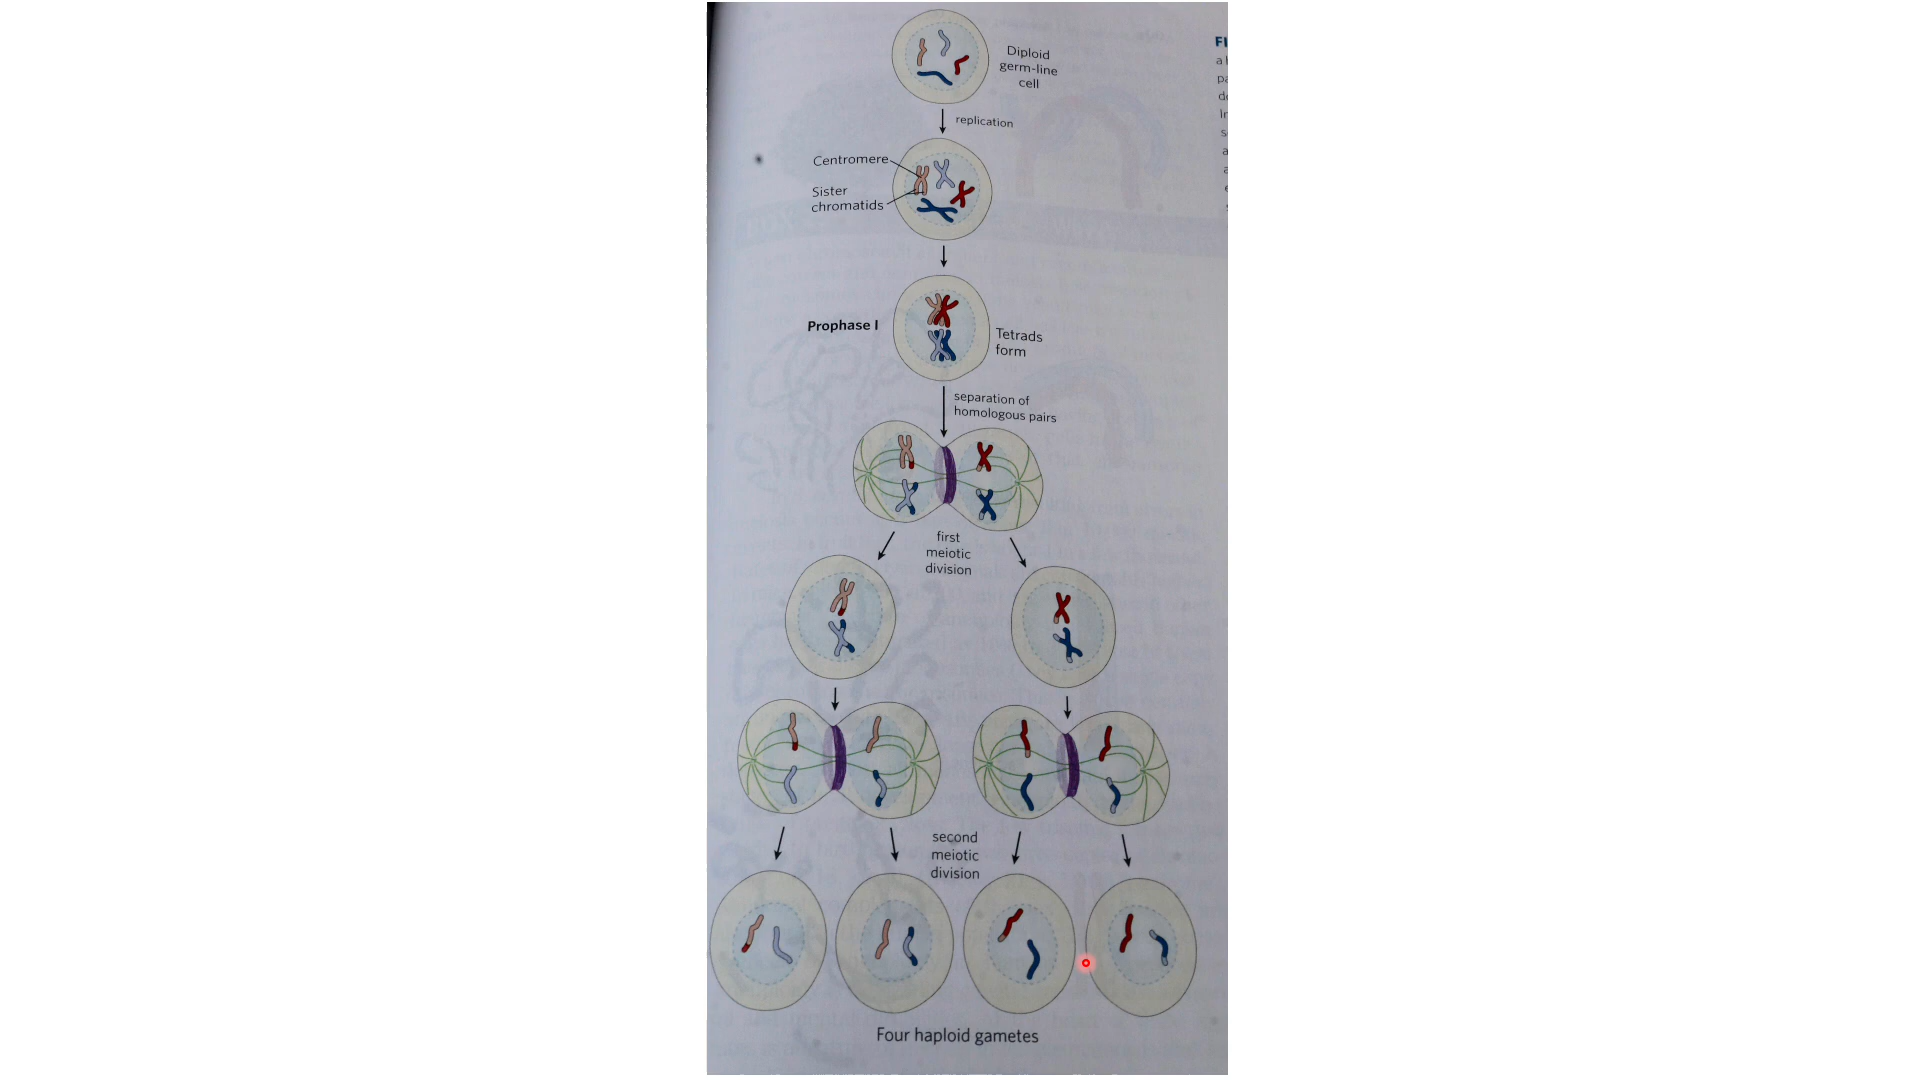 Diploid
germ-line
cell
replication
Centromere
Sister
chromatids
Prophase I
Tetrads
form
separation of
homologous pairs
first
meiotic
division
second
meiotic
division
Four haploid gametes